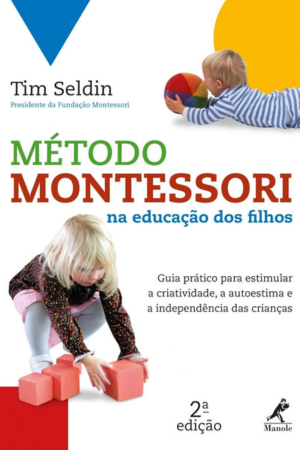 Tim Seldin
Presidente da Fundação Montessori
MÉTODO
MONTESSORI
na educação dos filhos
Guia prático para estimular
a criatividade, a autoestima e
a independência das crianças
2ª
edição
Manole